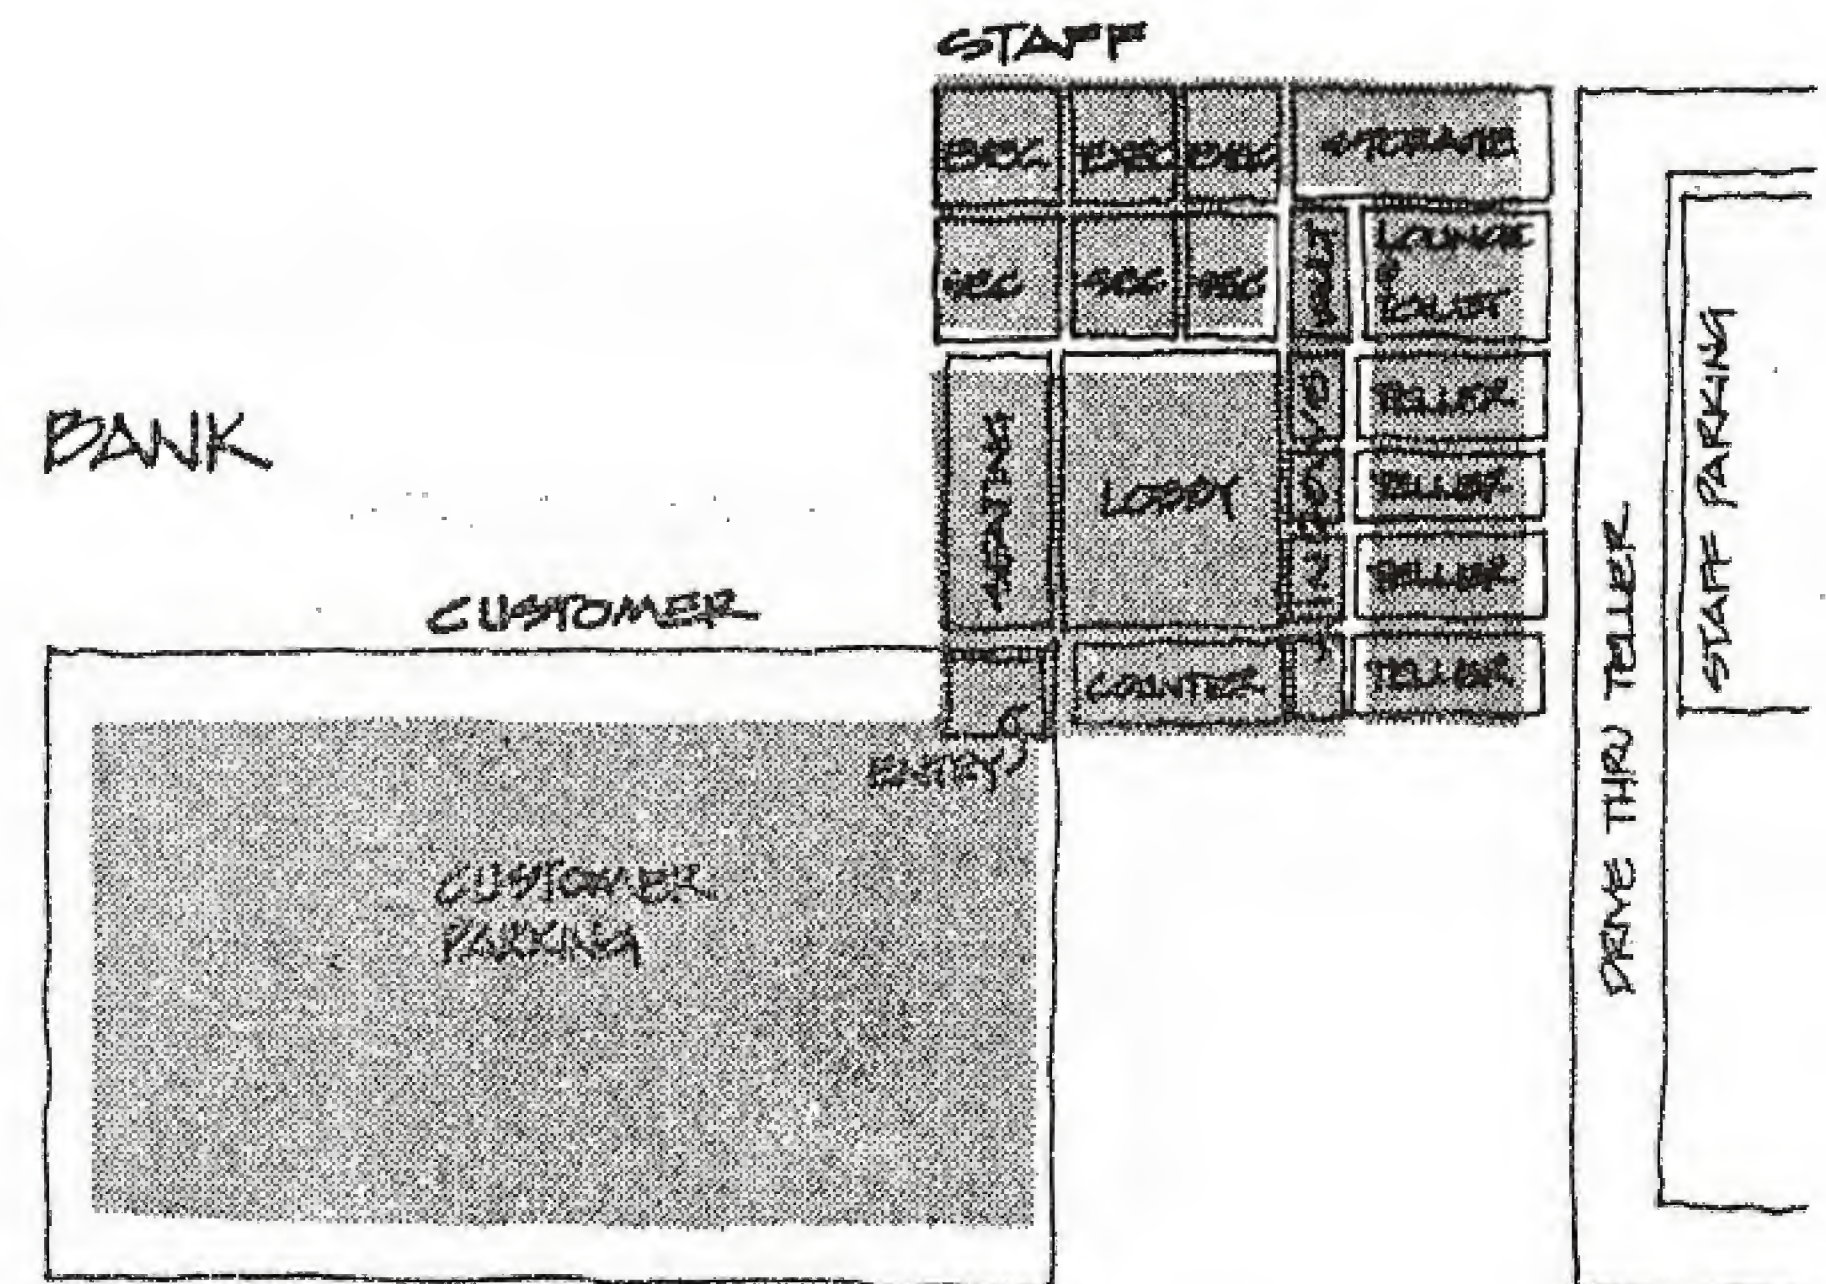 STAFF
EXEC. EXEC EXEC STORAGE
SEC SEC SEC VAULT LOUNGE
&
TOILET
WAITING LOBBY TELLER
TELLER
TELLER
COUNTER TELLER
BANK
CUSTOMER
ENTRY
CUSTOMER
PARKING
DRIVE THRU TELLER
STAFF PARKING